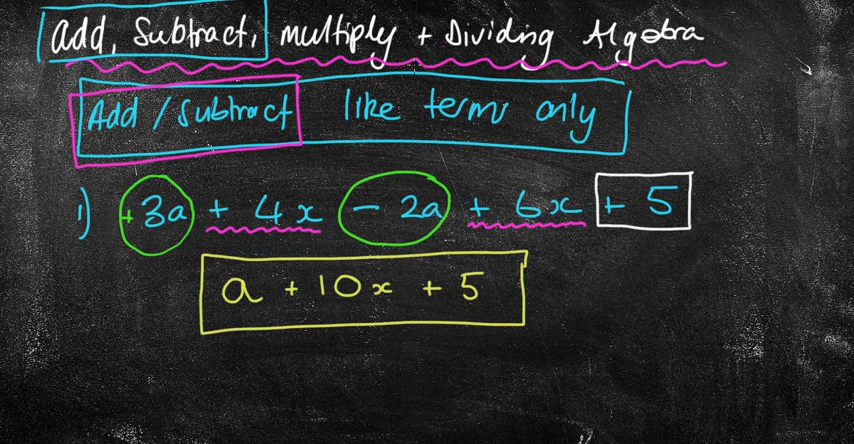 Add, Subtract, multiply + Dividing Algebra
Add / Subtract like terms only
1) +3a + 4x - 2a + 6x + 5
a + 10x + 5